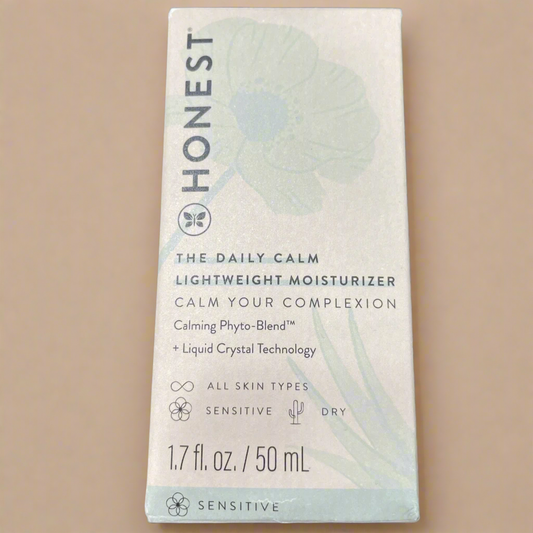 HONEST®
THE DAILY CALM
LIGHTWEIGHT MOISTURIZER
CALM YOUR COMPLEXION
Calming Phyto-Blend™
+ Liquid Crystal Technology
ALL SKIN TYPES
SENSITIVE DRY
1.7 fl. oz. / 50 mL
SENSITIVE